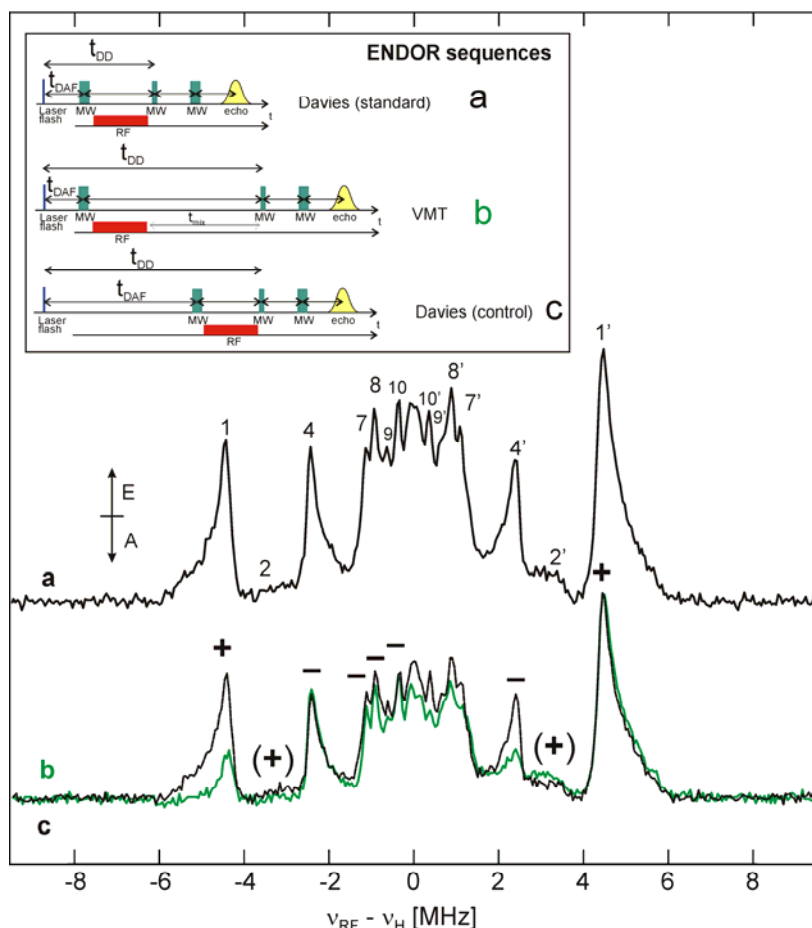 ENDOR sequences
t_DD
t_DAF
Laser flash
MW
MW
MW
echo
t
RF
Davies (standard)
a
t_DD
t_DAF
Laser flash
MW
t_mix
MW
MW
echo
t
RF
VMT
b
t_DD
t_DAF
Laser flash
MW
MW
MW
echo
t
RF
Davies (control)
c
1
2
4
7
8
9
10
10'
9'
8'
7'
4'
2'
1'
E
A
a
+
(+)
−
−
−
−
−
(+)
+
b
c
-8 -6 -4 -2 0 2 4 6 8
ν_RF - ν_H [MHz]